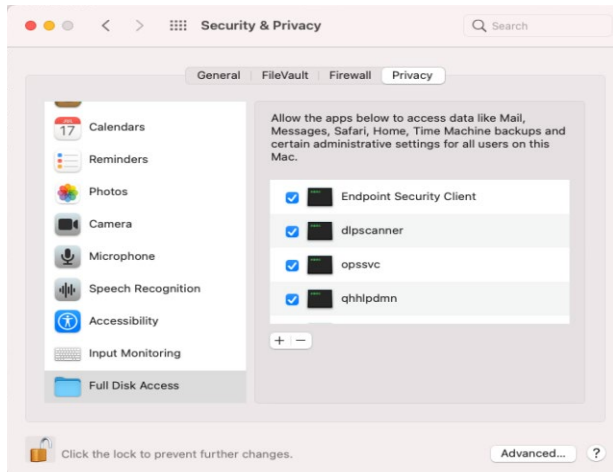 Security & Privacy
Search
General FileVault Firewall Privacy
JUL
17 Calendars
Reminders
Photos
Camera
Microphone
Speech Recognition
Accessibility
Input Monitoring
Full Disk Access
Allow the apps below to access data like Mail,
Messages, Safari, Home, Time Machine backups and
certain administrative settings for all users on this
Mac.
Endpoint Security Client
dlpscanner
opssvc
qhhlpdmn
+ −
Click the lock to prevent further changes.
Advanced... ?